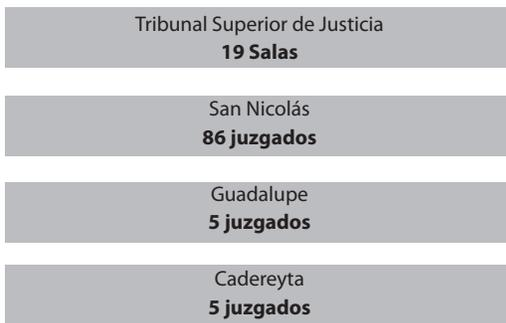 Tribunal Superior de Justicia
19 Salas
San Nicolás
86 juzgados
Guadalupe
5 juzgados
Cadereyta
5 juzgados